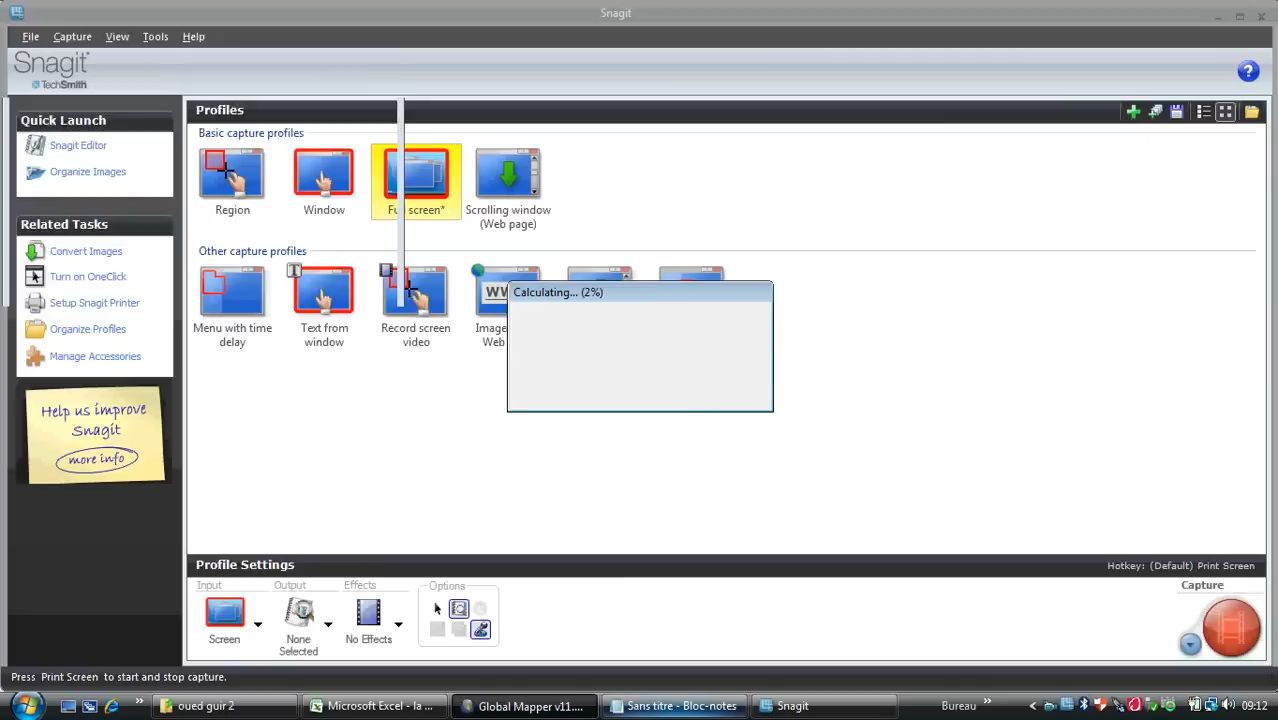 Snagit
File Capture View Tools Help
Snagit
TechSmith
?
Quick Launch
Snagit Editor
Organize Images
Related Tasks
Convert Images
Turn on OneClick
Setup Snagit Printer
Organize Profiles
Manage Accessories
Help us improve
Snagit
more info
Profiles
Basic capture profiles
Region
Window
screen*
Scrolling window
(Web page)
Other capture profiles
Menu with time
delay
T
Text from
window
Record screen
video
Calculating... (2%)
Profile Settings
Hotkey: (Default) Print Screen
Input
Output
Effects
Options
Capture
Screen
None
Selected
No Effects
Press Print Screen to start and stop capture.
» oued guir 2 Microsoft Excel - la ... Global Mapper v11.... Sans titre - Bloc-notes Snagit Bureau » < 09:12